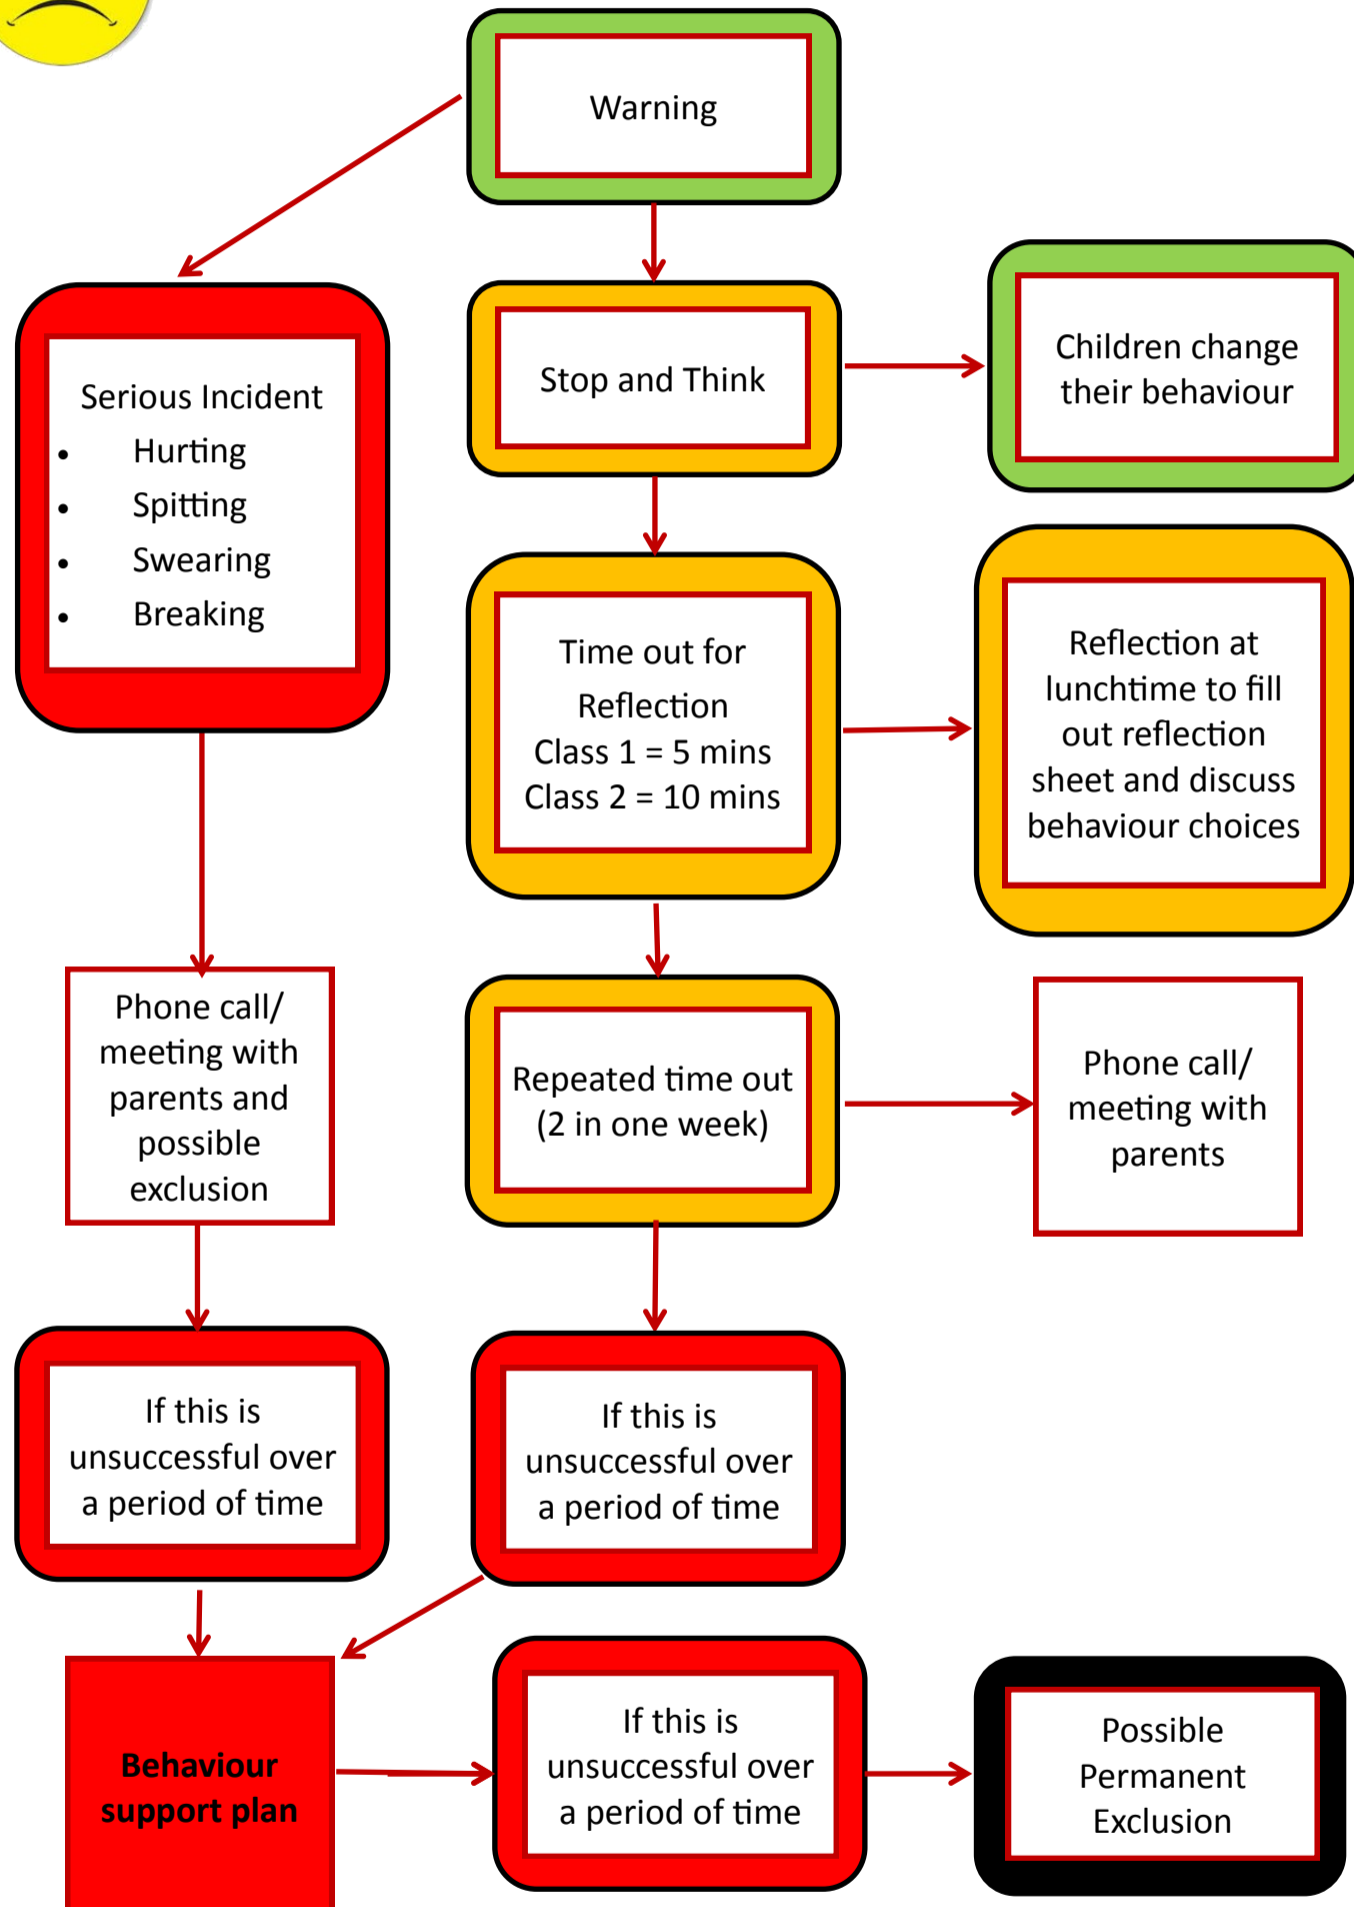 Warning
Serious Incident
• Hurting
• Spitting
• Swearing
• Breaking
Stop and Think
Children change
their behaviour
Time out for
Reflection
Class 1 = 5 mins
Class 2 = 10 mins
Reflection at
lunchtime to fill
out reflection
sheet and discuss
behaviour choices
Phone call/
meeting with
parents and
possible
exclusion
Repeated time out
(2 in one week)
Phone call/
meeting with
parents
If this is
unsuccessful over
a period of time
If this is
unsuccessful over
a period of time
Behaviour
support plan
If this is
unsuccessful over
a period of time
Possible
Permanent
Exclusion